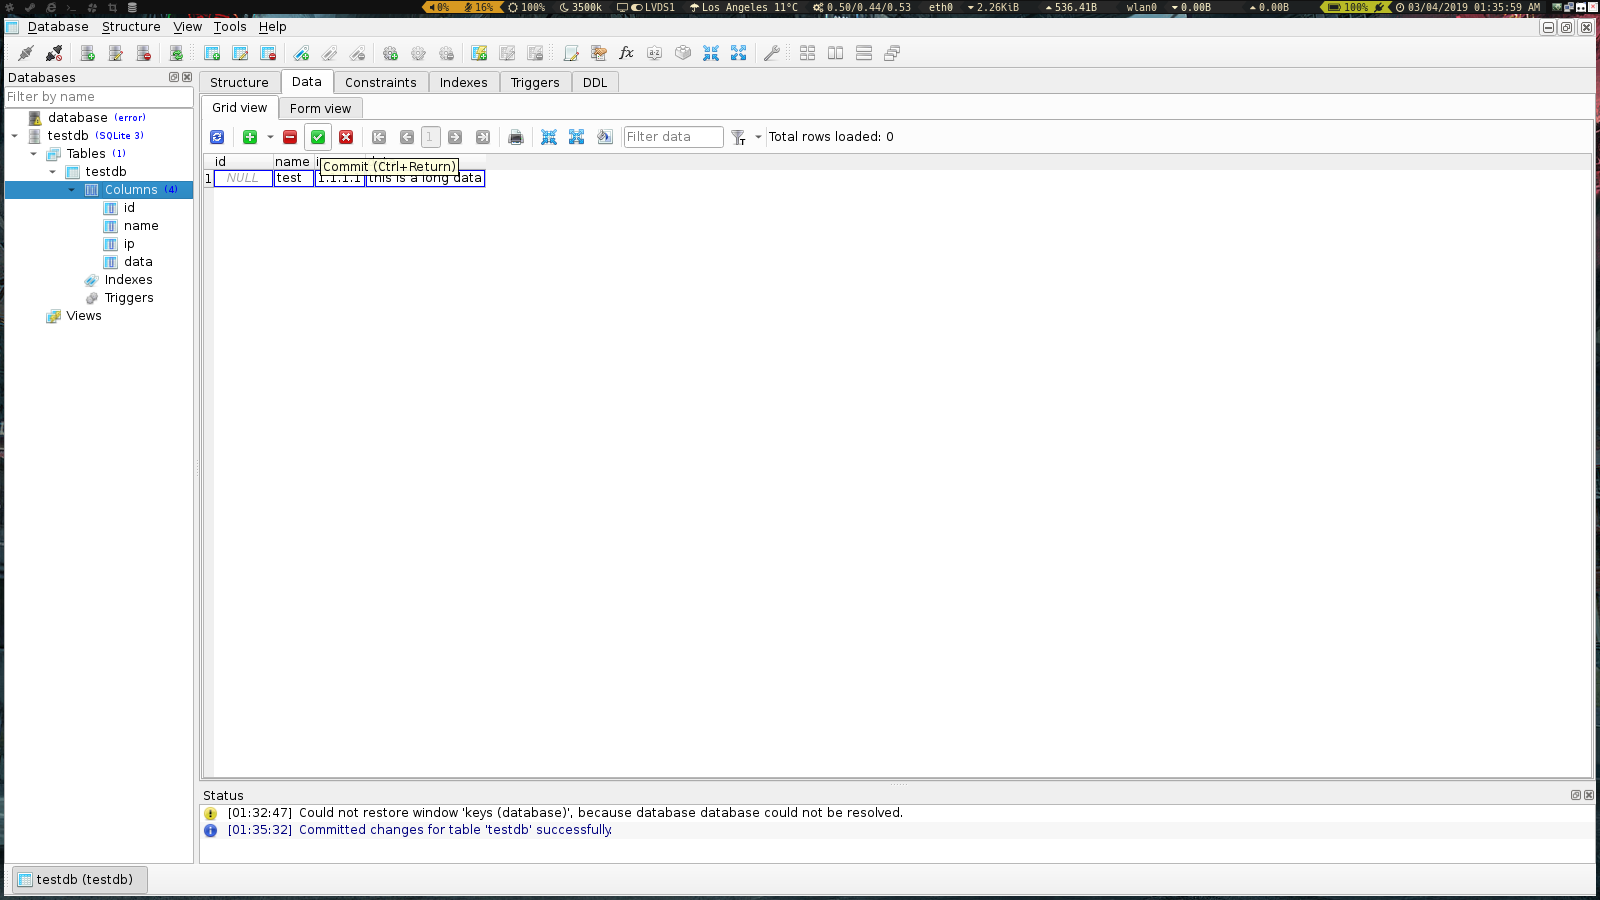 0% 16% 100% 3500k LVDS1 Los Angeles 11°C 0.50/0.44/0.53 eth0 2.26KiB 536.41B wlan0 0.00B 0.00B 100% 03/04/2019 01:35:59 AM
Database Structure View Tools Help
Databases
Filter by name
database (error)
testdb (SQLite 3)
Tables (1)
testdb
Columns (4)
id
name
ip
data
Indexes
Triggers
Views
Structure Data Constraints Indexes Triggers DDL
Grid view Form view
1 Filter data Total rows loaded: 0
id name
Commit (Ctrl+Return)
1 NULL test 1.1.1.1 this is a long data
Status
[01:32:47] Could not restore window 'keys (database)', because database database could not be resolved.
[01:35:32] Committed changes for table 'testdb' successfully.
testdb (testdb)